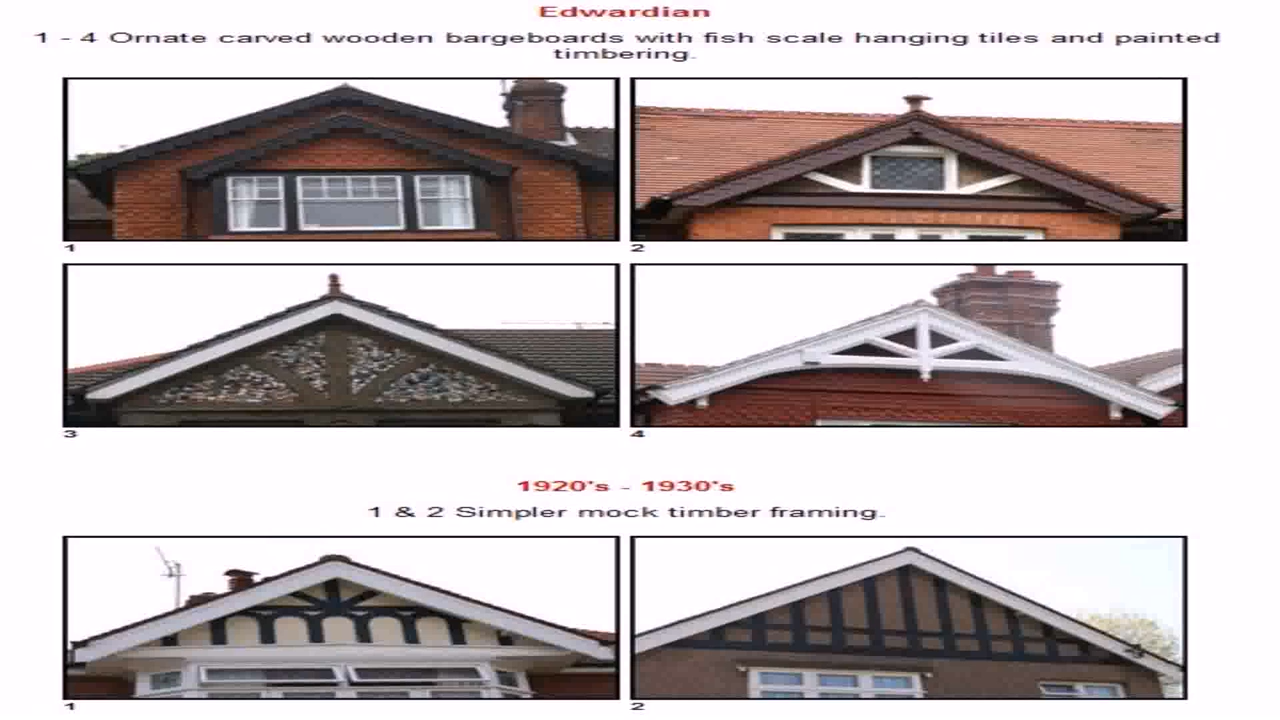 Edwardian
1 - 4 Ornate carved wooden bargeboards with fish scale hanging tiles and painted
timbering.
1
2
3
4
1920's - 1930's
1 & 2 Simpler mock timber framing.
1
2